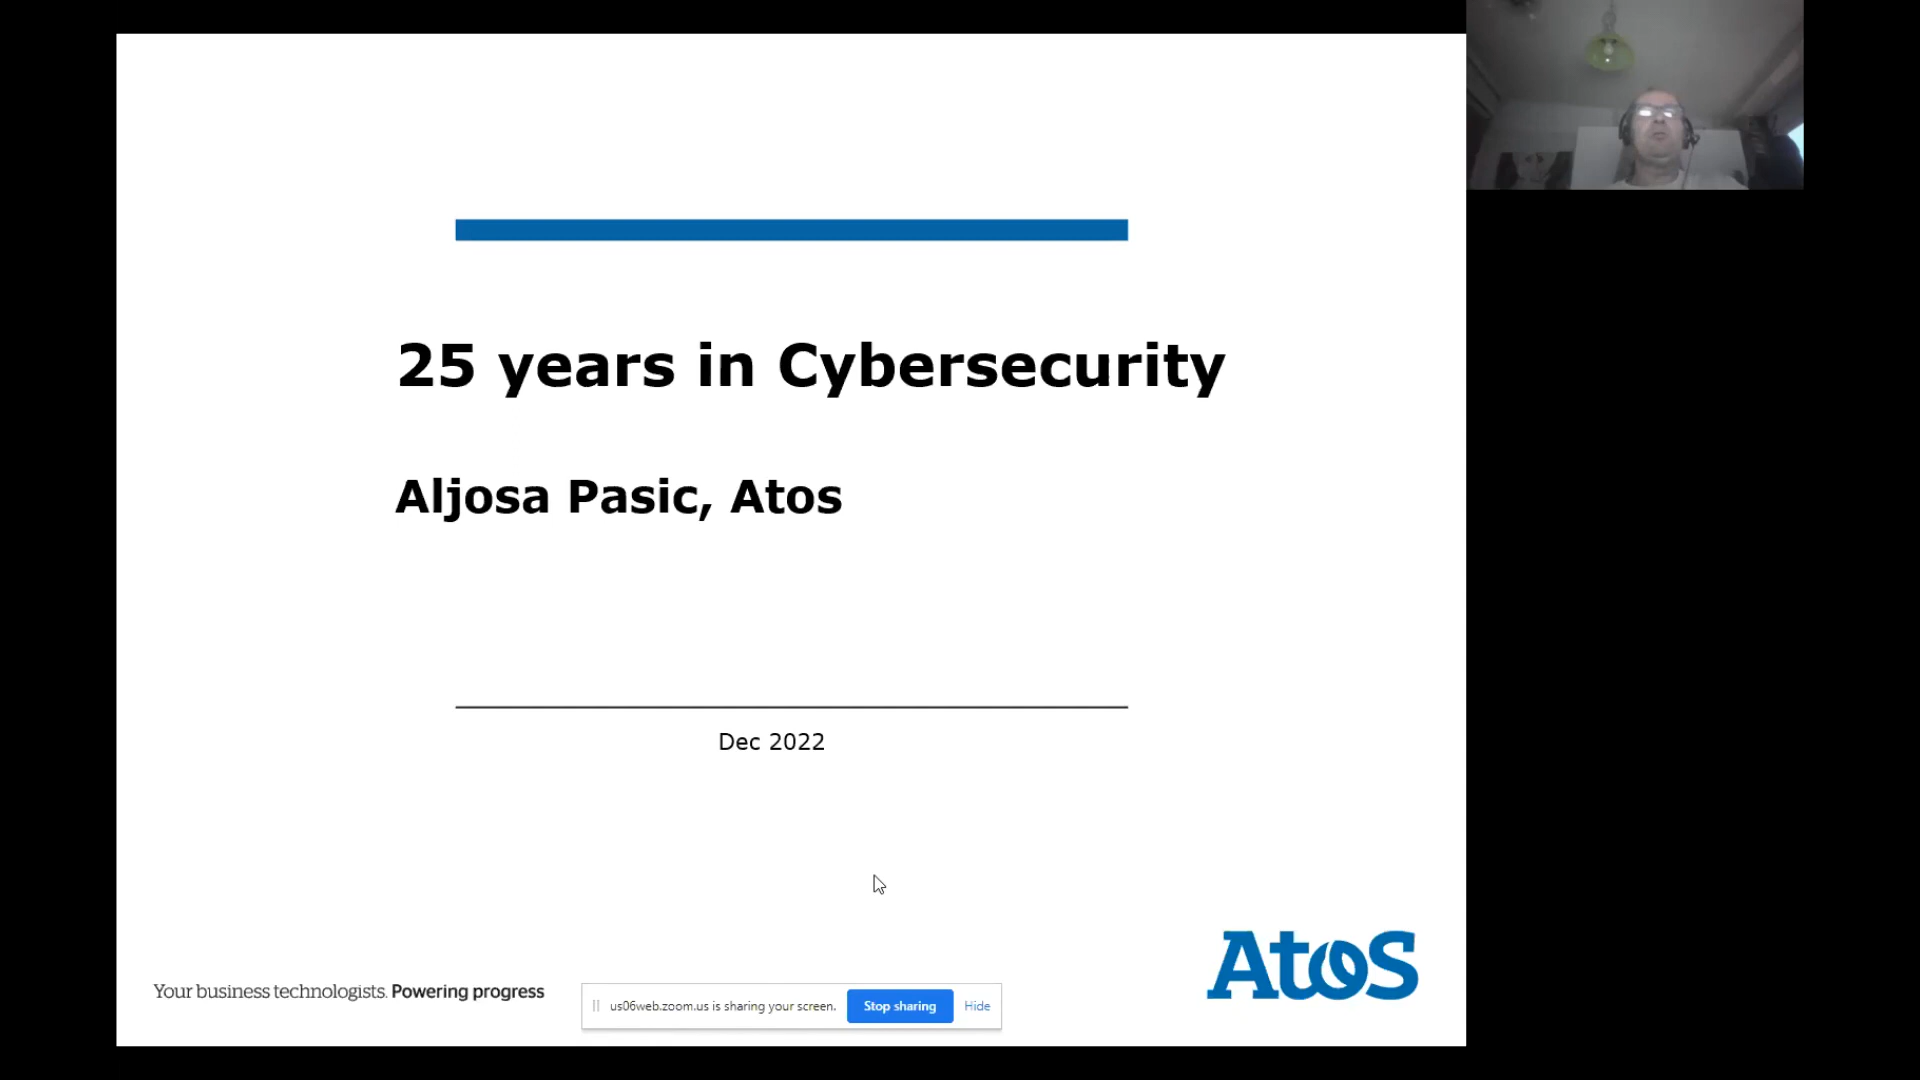 25 years in Cybersecurity
Aljosa Pasic, Atos
Dec 2022
Your business technologists. Powering progress
us06web.zoom.us is sharing your screen. Stop sharing Hide
Atos